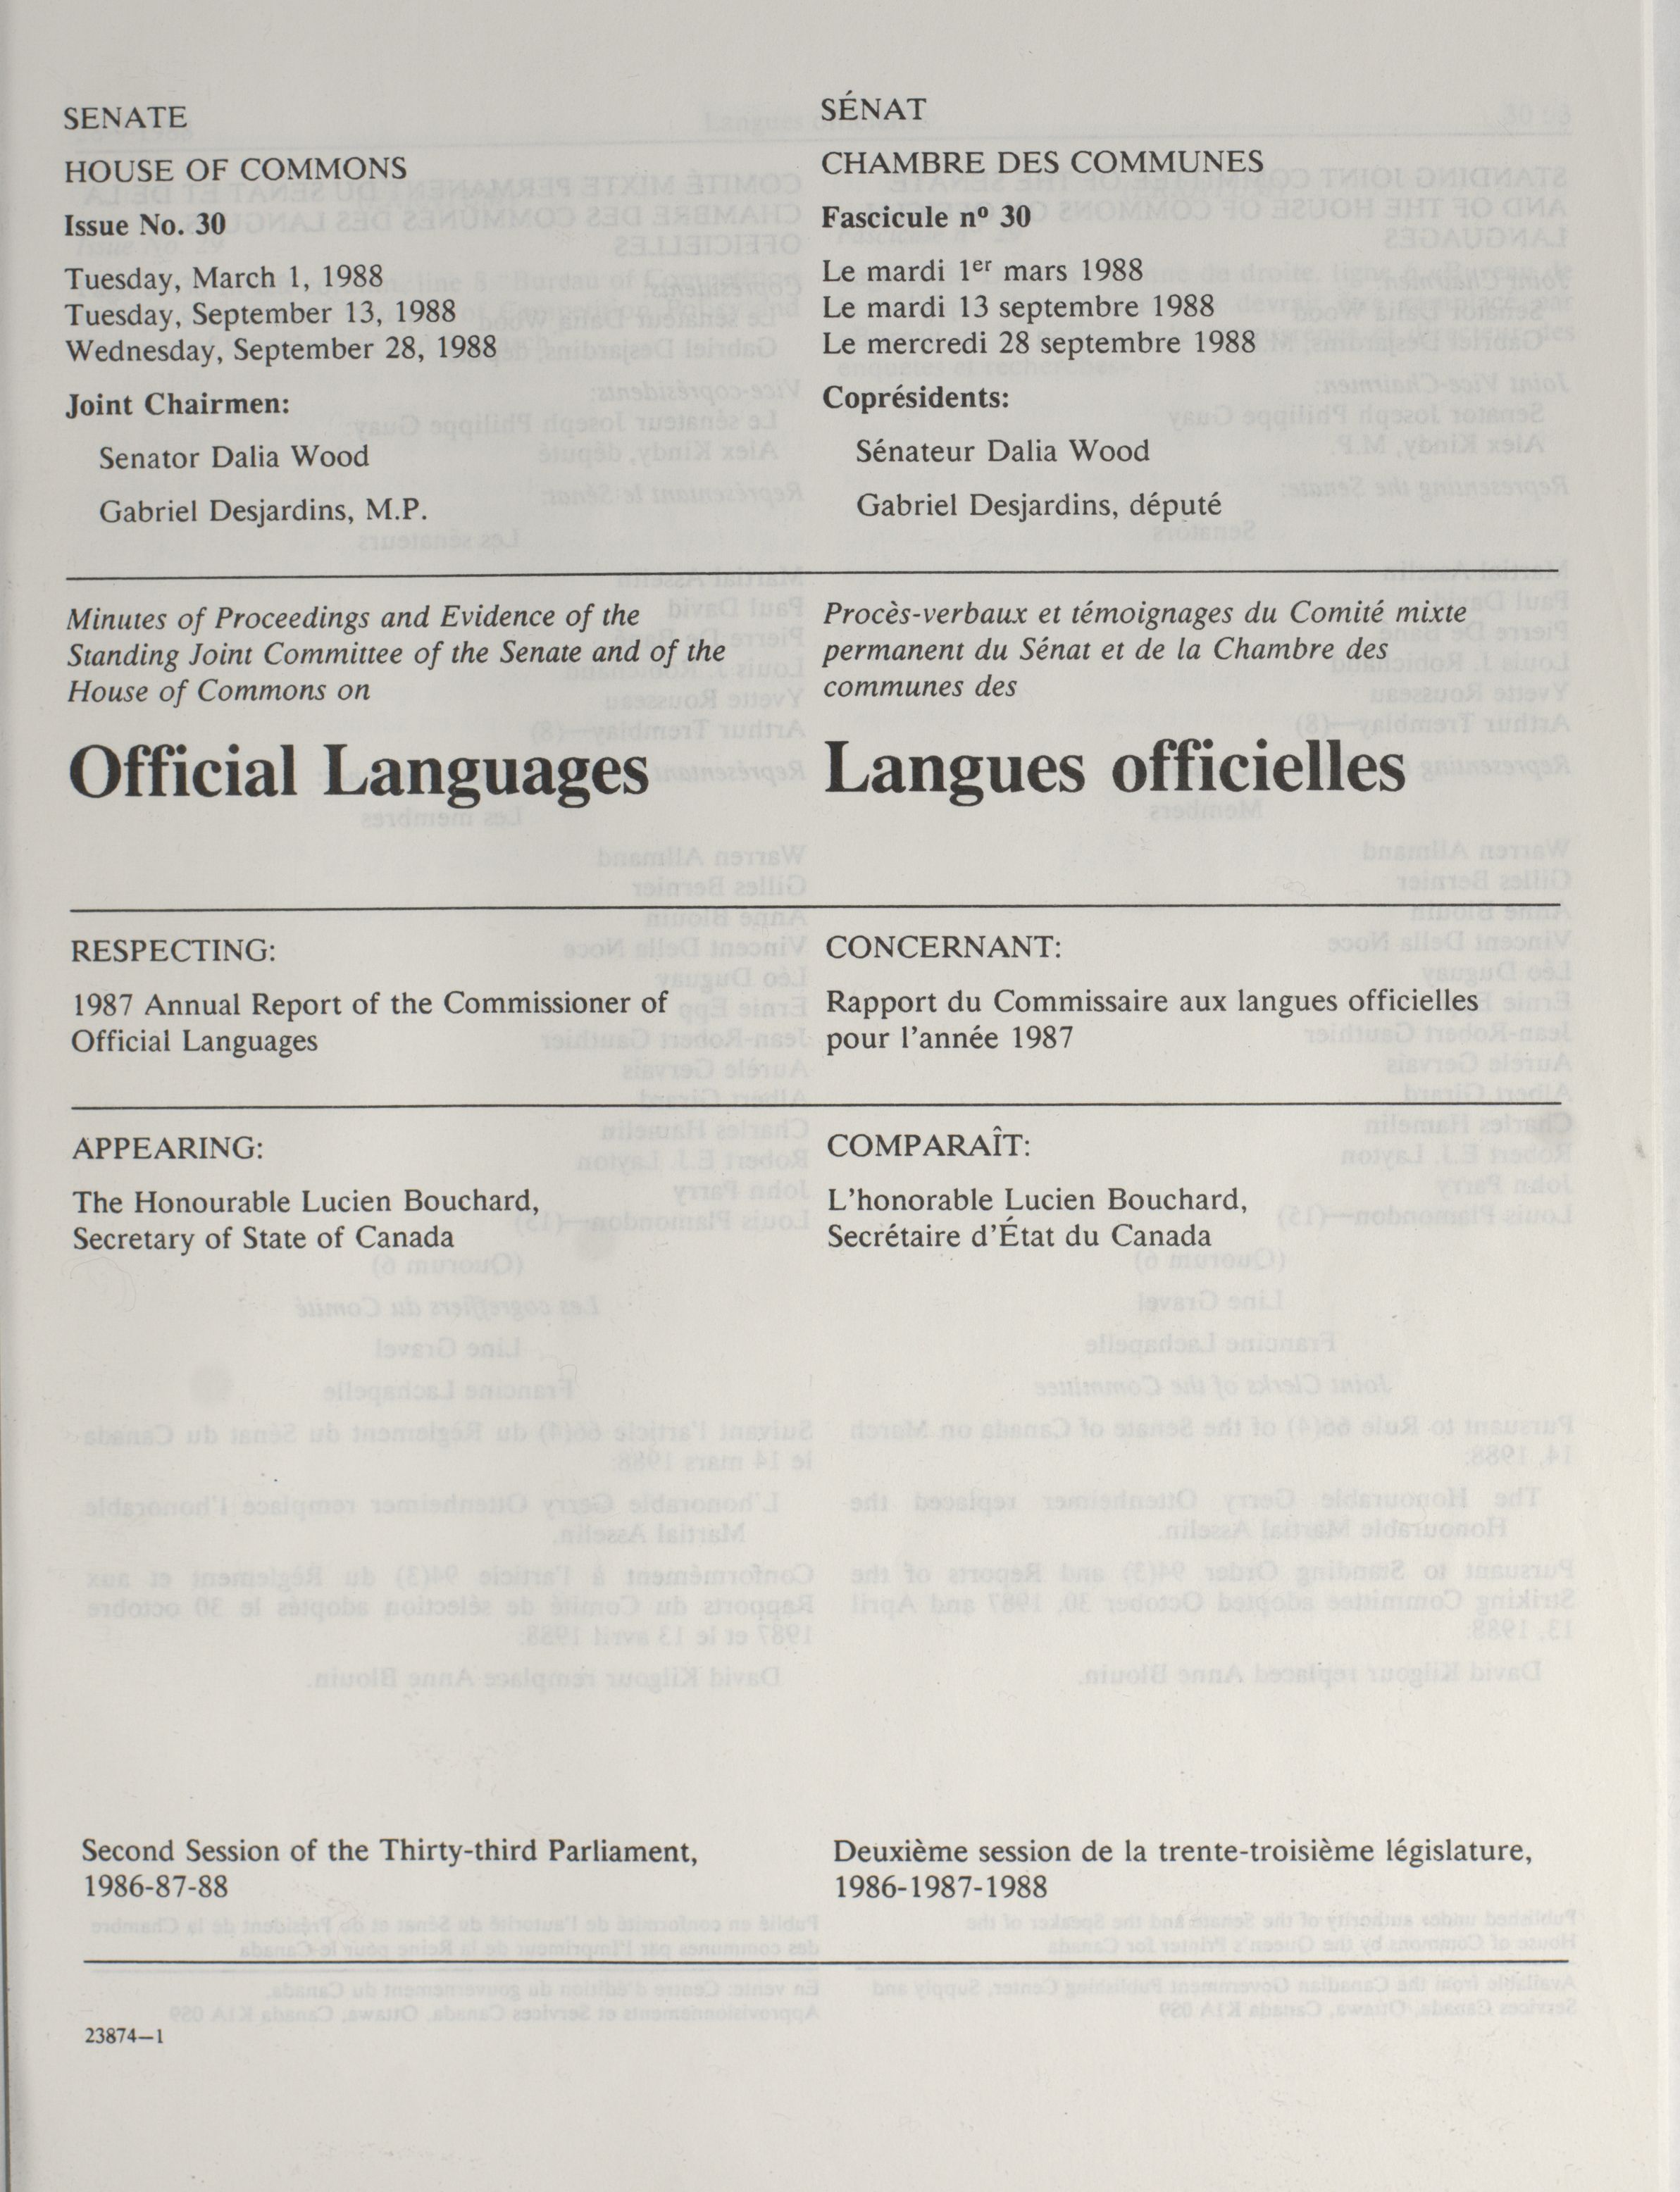 SENATE
HOUSE OF COMMONS
Issue No. 30
Tuesday, March 1, 1988
Tuesday, September 13, 1988
Wednesday, September 28, 1988
Joint Chairmen:
Senator Dalia Wood
Gabriel Desjardins, M.P.
SÉNAT
CHAMBRE DES COMMUNES
Fascicule nº 30
Le mardi 1er mars 1988
Le mardi 13 septembre 1988
Le mercredi 28 septembre 1988
Coprésidents:
Sénateur Dalia Wood
Gabriel Desjardins, député
Minutes of Proceedings and Evidence of the
Standing Joint Committee of the Senate and of the
House of Commons on
Official Languages
Procès-verbaux et témoignages du Comité mixte
permanent du Sénat et de la Chambre des
communes des
Langues officielles
RESPECTING:
1987 Annual Report of the Commissioner of
Official Languages
CONCERNANT:
Rapport du Commissaire aux langues officielles
pour l'année 1987
APPEARING:
The Honourable Lucien Bouchard,
Secretary of State of Canada
COMPARAÎT:
L'honorable Lucien Bouchard,
Secrétaire d'État du Canada
Second Session of the Thirty-third Parliament,
1986-87-88
Deuxième session de la trente-troisième législature,
1986-1987-1988
23874—1